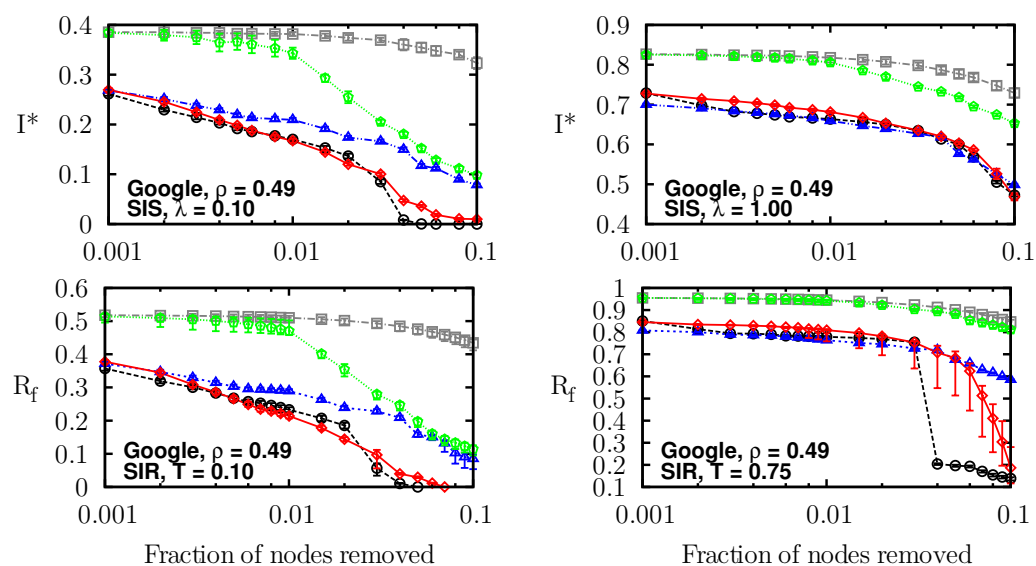 0.4
0.3
0.2
0.1
0
I*
Google, ρ = 0.49
SIS, λ = 0.10
0.001
0.01
0.1
0.9
0.8
0.7
0.6
0.5
0.4
I*
Google, ρ = 0.49
SIS, λ = 1.00
0.001
0.01
0.1
0.6
0.5
0.4
0.3
0.2
0.1
0
R_f
Google, ρ = 0.49
SIR, T = 0.10
0.001
0.01
0.1
Fraction of nodes removed
1
0.9
0.8
0.7
0.6
0.5
0.4
0.3
0.2
0.1
R_f
Google, ρ = 0.49
SIR, T = 0.75
0.001
0.01
0.1
Fraction of nodes removed